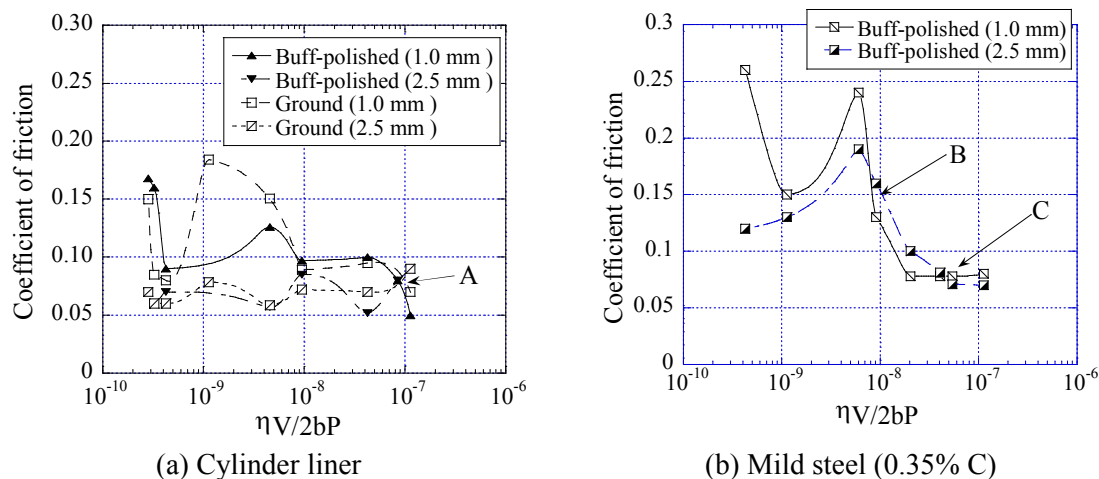 0.30
0.25
0.20
0.15
0.10
0.05
0
Coefficient of friction
Buff-polished (1.0 mm )
Buff-polished (2.5 mm )
Ground (1.0 mm )
Ground (2.5 mm )
A
10⁻¹⁰ 10⁻⁹ 10⁻⁸ 10⁻⁷ 10⁻⁶
ηV/2bP
(a) Cylinder liner
0.3
0.25
0.2
0.15
0.1
0.05
0
Coefficient of friction
Buff-polished (1.0 mm)
Buff-polished (2.5 mm)
B
C
10⁻¹⁰ 10⁻⁹ 10⁻⁸ 10⁻⁷ 10⁻⁶
ηV/2bP
(b) Mild steel (0.35% C)